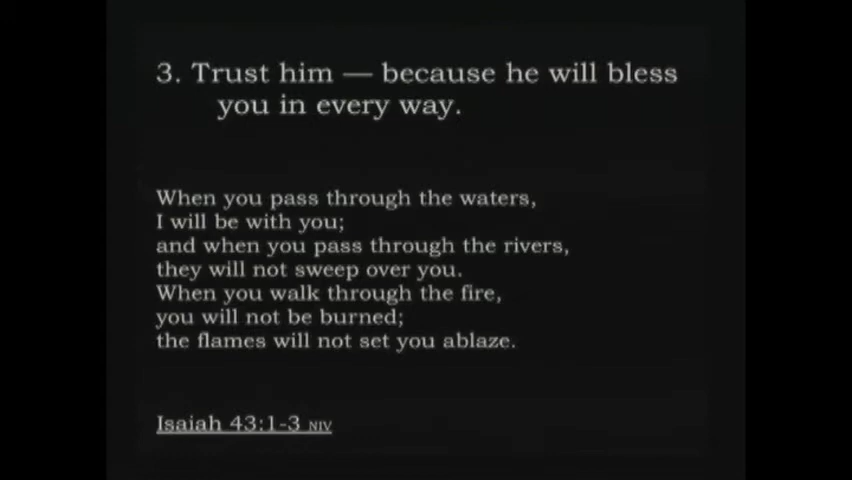 3. Trust him — because he will bless
you in every way.
When you pass through the waters,
I will be with you;
and when you pass through the rivers,
they will not sweep over you.
When you walk through the fire,
you will not be burned;
the flames will not set you ablaze.
Isaiah 43:1-3 NIV